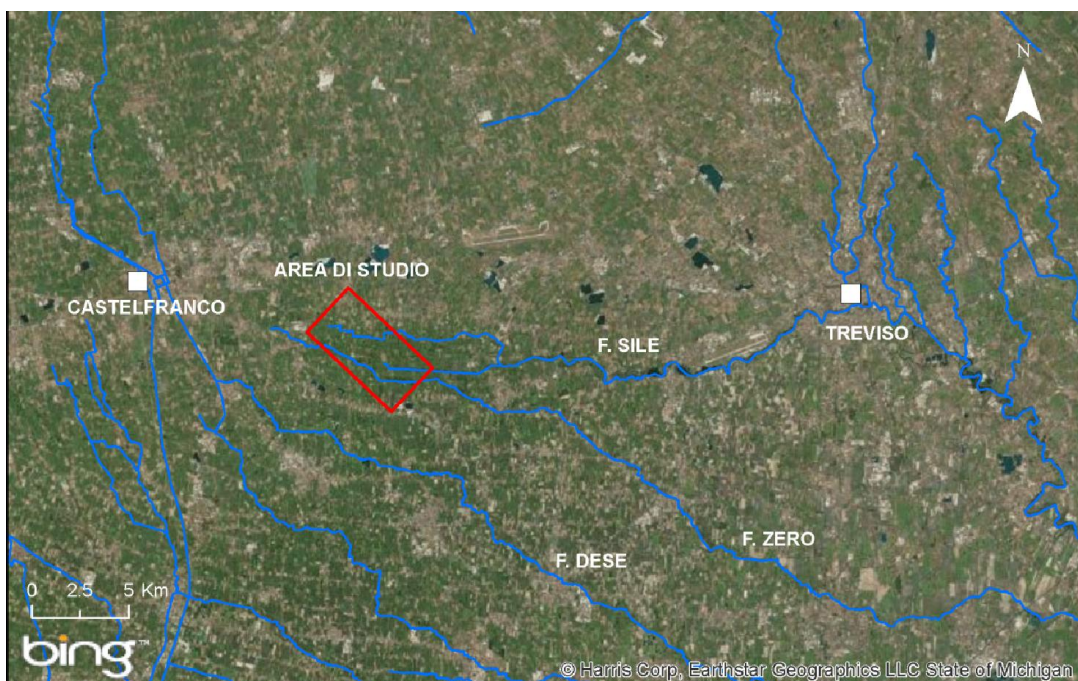 N
AREA DI STUDIO
CASTELFRANCO
F. SILE
TREVISO
F. ZERO
F. DESE
0 2.5 5 Km
bing™
© Harris Corp, Earthstar Geographics LLC State of Michigan